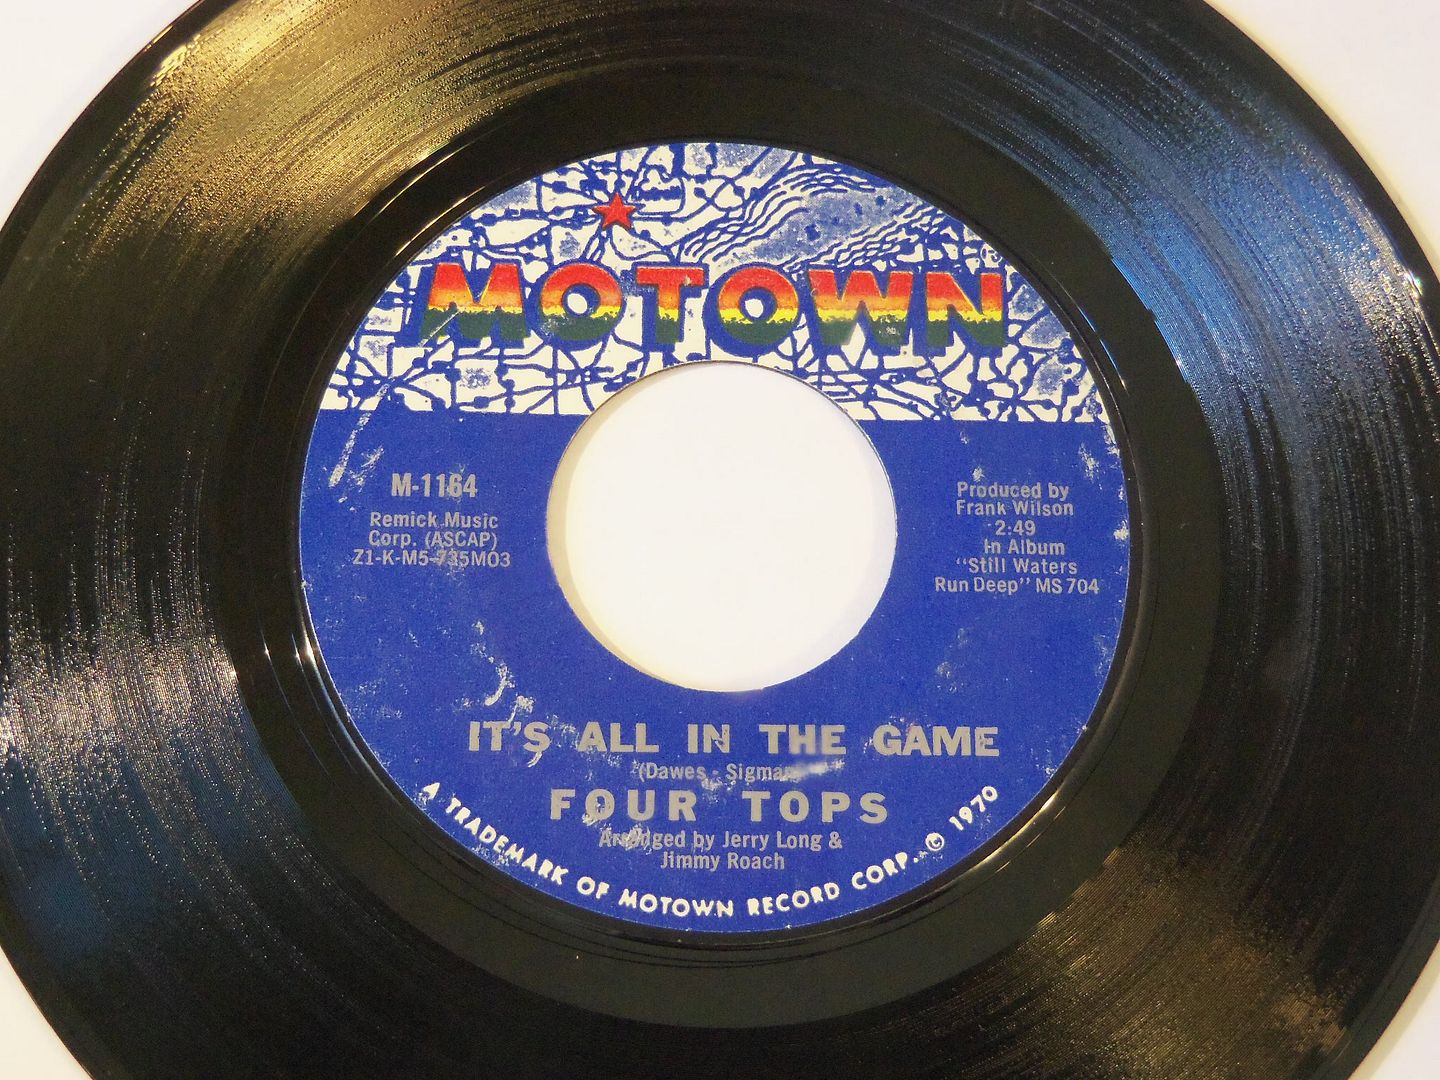 MOTOWN
M-1164
Remick Music
Corp. (ASCAP)
Z1-K-M5-735MO3
Produced by
Frank Wilson
2:49
In Album
"Still Waters
Run Deep" MS 704
IT'S ALL IN THE GAME
(Dawes - Sigma
FOUR TOPS
Arranged by Jerry Long &
Jimmy Roach
A TRADEMARK OF MOTOWN RECORD CORP. © 1970